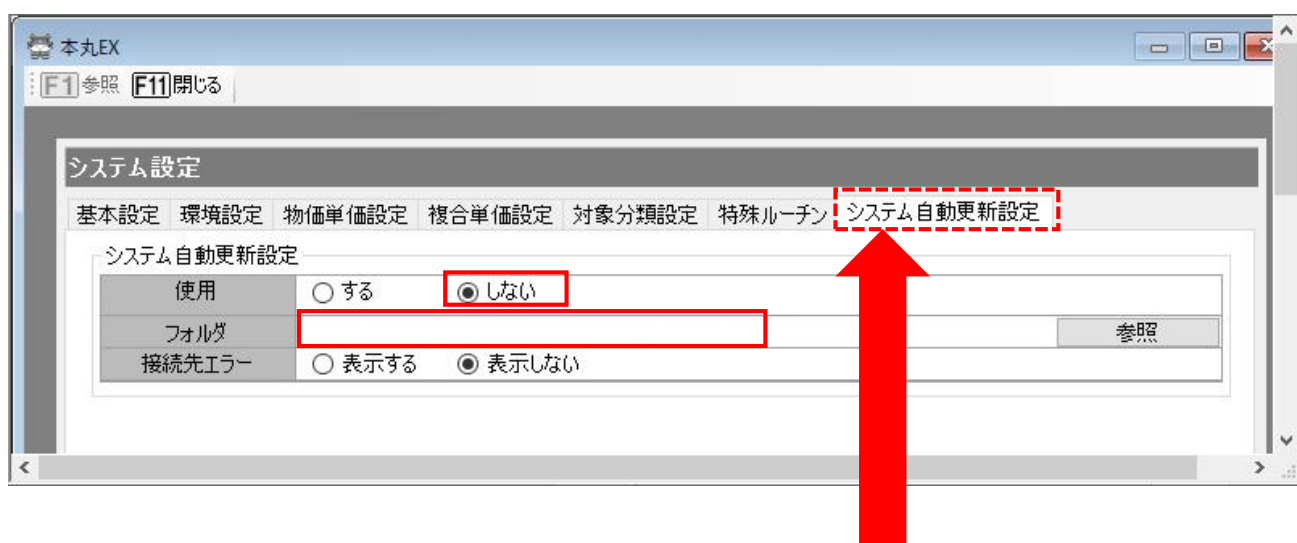 本丸EX
F1 参照 F11 閉じる
システム設定
基本設定 環境設定 物価単価設定 複合単価設定 対象分類設定 特殊ルーチン システム自動更新設定
システム自動更新設定
使用 する しない
フォルダ 参照
接続先エラー 表示する 表示しない